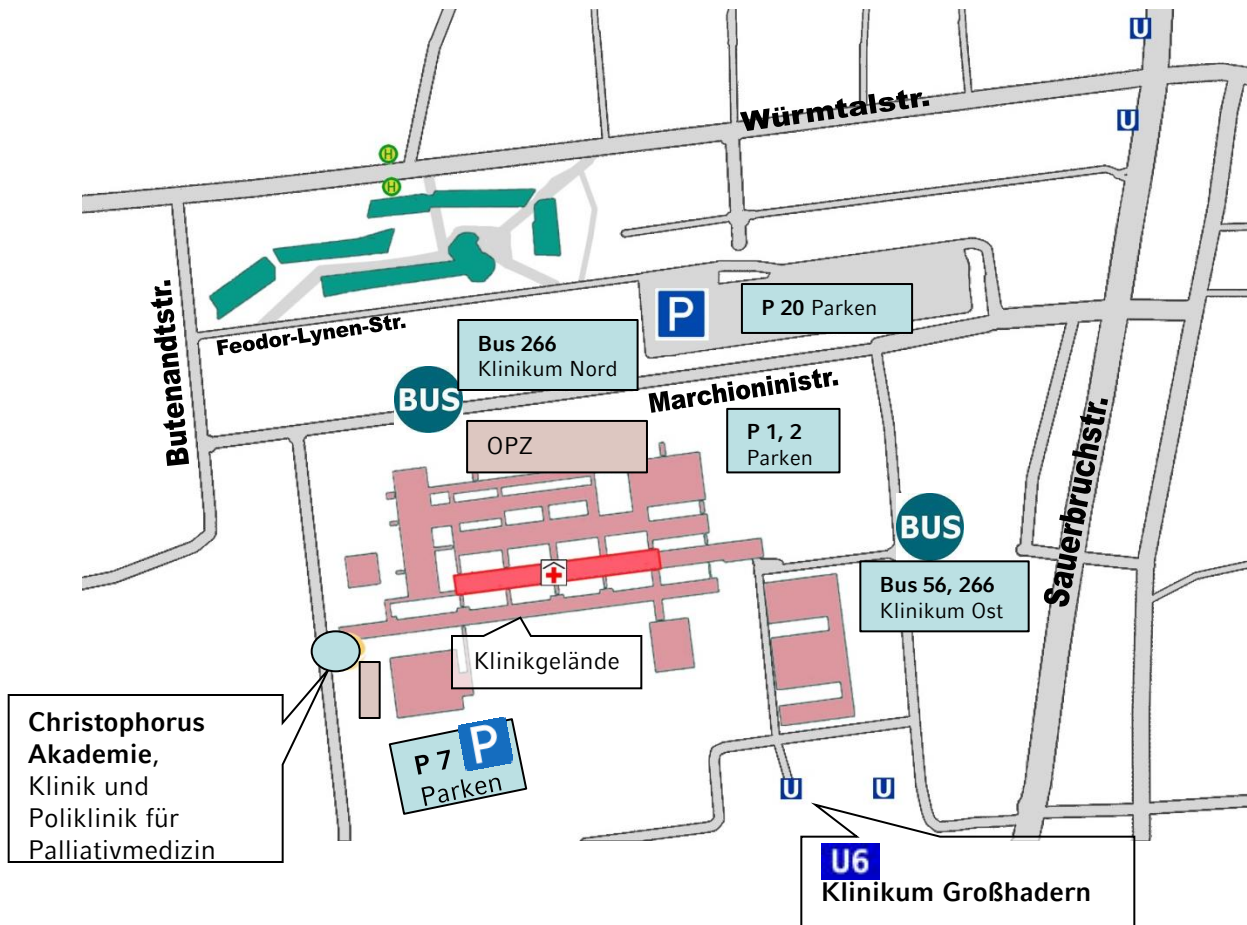 U
Würmtalstr.
U
H
H
Butenandtstr.
Feodor-Lynen-Str.
P
P 20 Parken
Bus 266
Klinikum Nord
BUS
Marchioninistr.
P 1, 2
Parken
OPZ
Sauerbruchstr.
BUS
Bus 56, 266
Klinikum Ost
Klinikgelände
Christophorus
Akademie,
Klinik und
Poliklinik für
Palliativmedizin
P 7 P
Parken
U
U
U6
Klinikum Großhadern